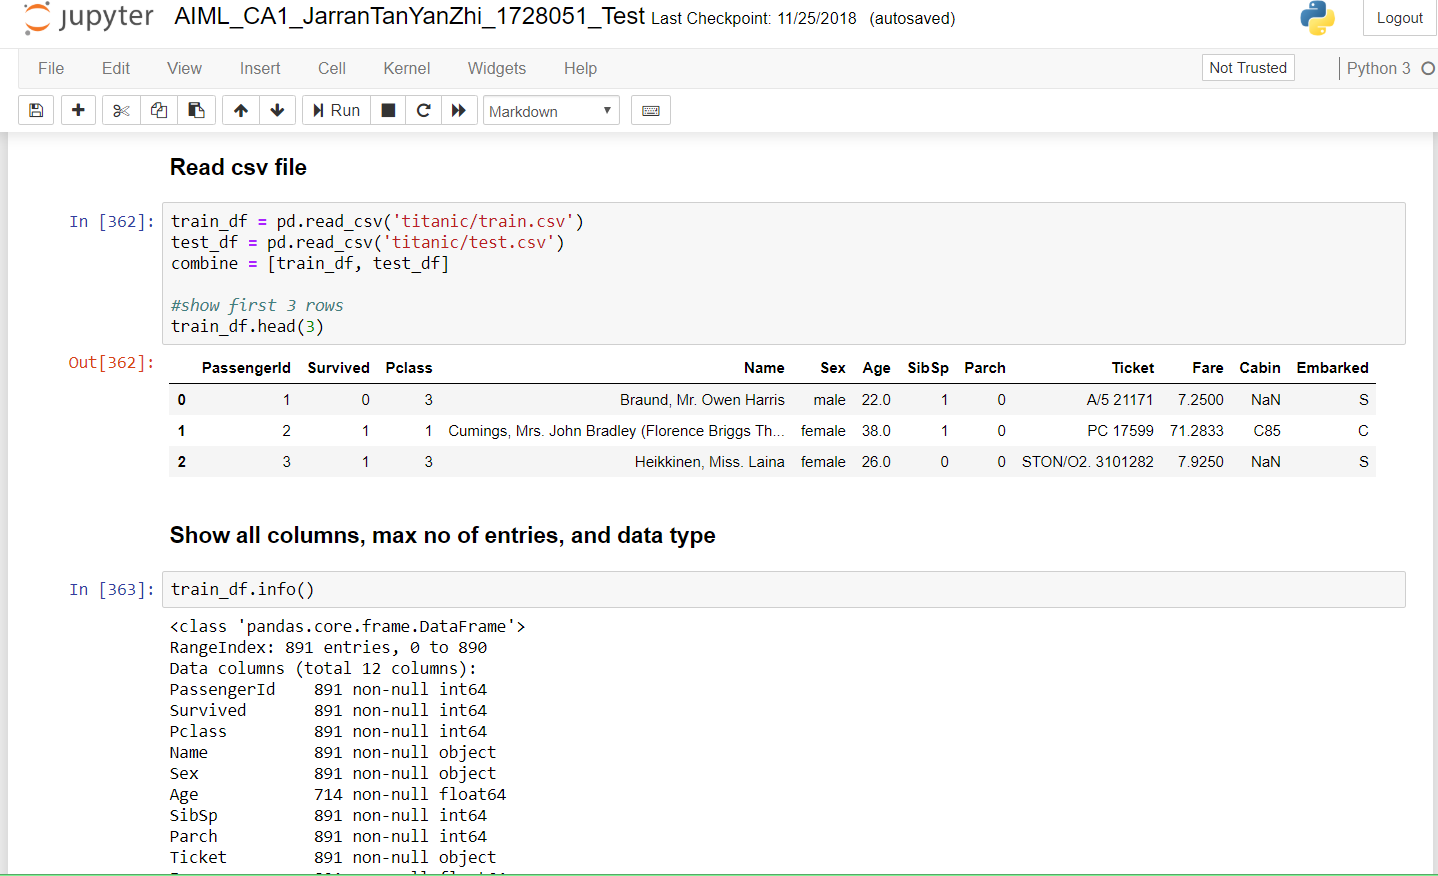 jupyter AIML_CA1_JarranTanYanZhi_1728051_Test Last Checkpoint: 11/25/2018 (autosaved) Logout
File Edit View Insert Cell Kernel Widgets Help Not Trusted Python 3
Run Markdown
Read csv file
In [362]: train_df = pd.read_csv('titanic/train.csv')
test_df = pd.read_csv('titanic/test.csv')
combine = [train_df, test_df]
#show first 3 rows
train_df.head(3)
Out[362]: PassengerId Survived Pclass Name Sex Age SibSp Parch Ticket Fare Cabin Embarked
0 1 0 3 Braund, Mr. Owen Harris male 22.0 1 0 A/5 21171 7.2500 NaN S
1 2 1 1 Cumings, Mrs. John Bradley (Florence Briggs Th... female 38.0 1 0 PC 17599 71.2833 C85 C
2 3 1 3 Heikkinen, Miss. Laina female 26.0 0 0 STON/O2. 3101282 7.9250 NaN S
Show all columns, max no of entries, and data type
In [363]: train_df.info()
<class 'pandas.core.frame.DataFrame'>
RangeIndex: 891 entries, 0 to 890
Data columns (total 12 columns):
PassengerId 891 non-null int64
Survived 891 non-null int64
Pclass 891 non-null int64
Name 891 non-null object
Sex 891 non-null object
Age 714 non-null float64
SibSp 891 non-null int64
Parch 891 non-null int64
Ticket 891 non-null object